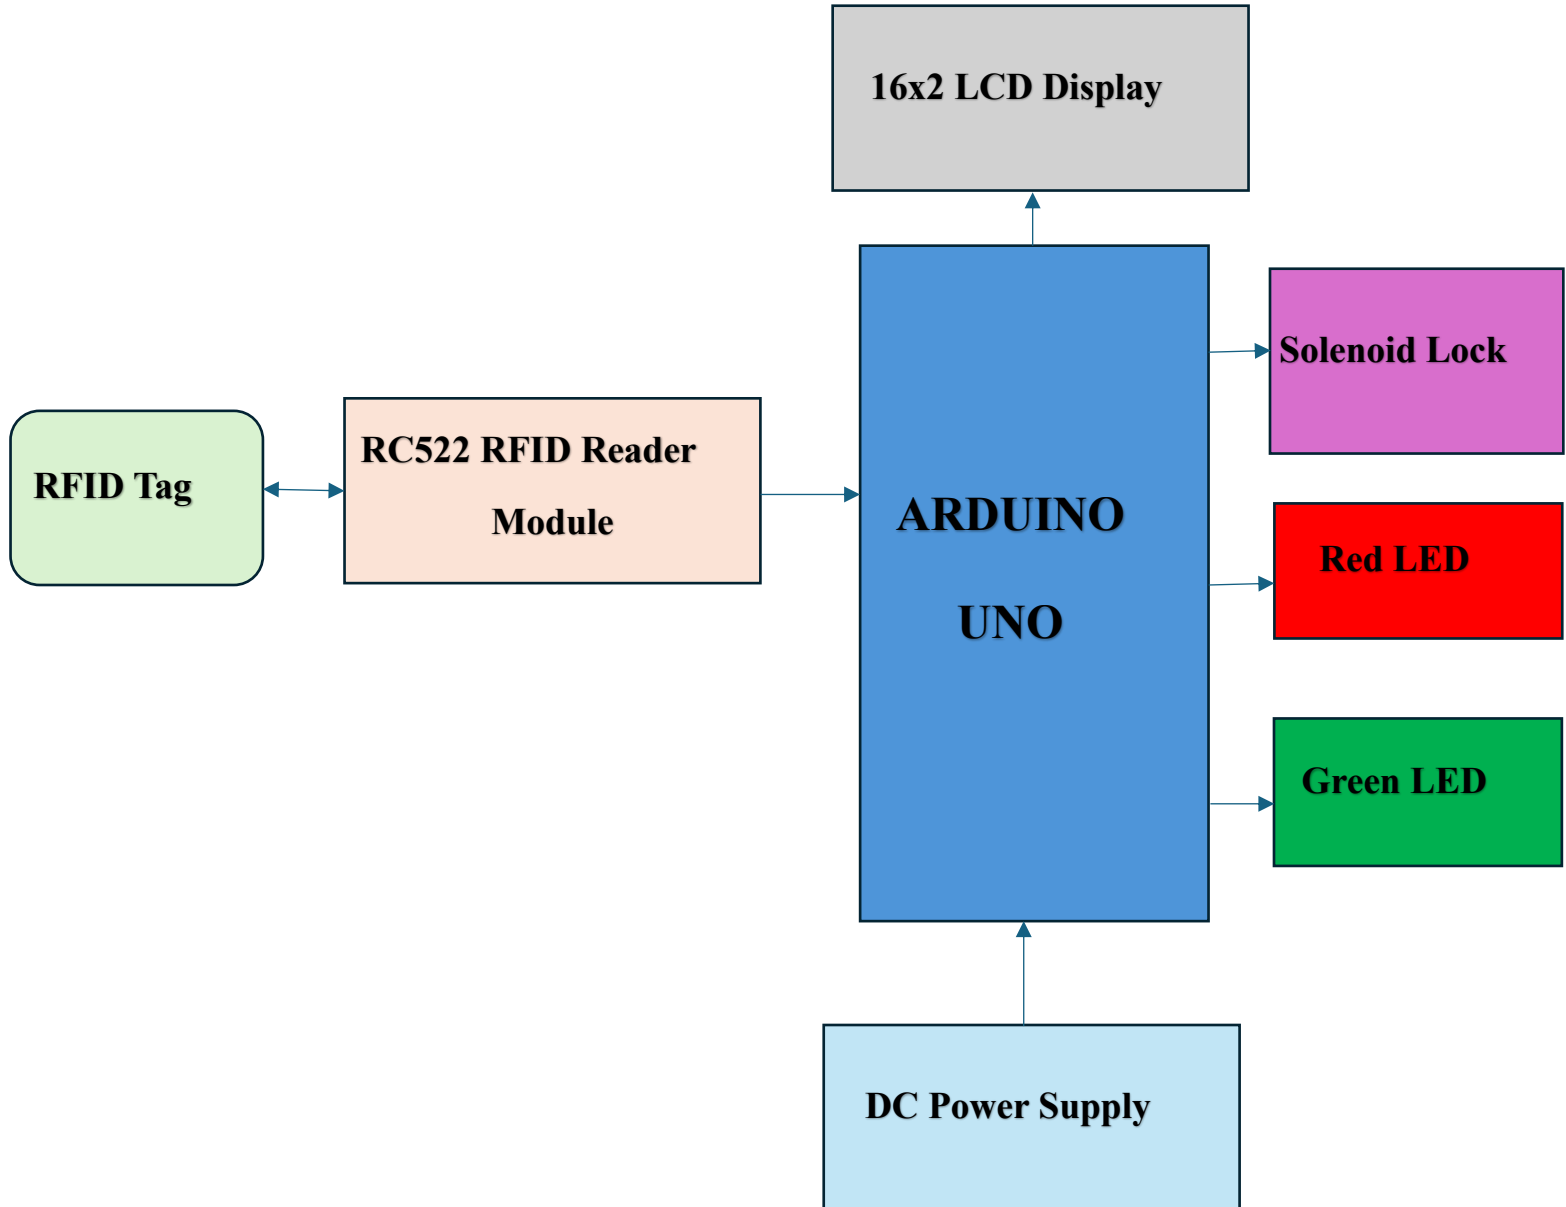 16x2 LCD Display
Solenoid Lock
RC522 RFID Reader
Module
RFID Tag
ARDUINO
UNO
Red LED
Green LED
DC Power Supply